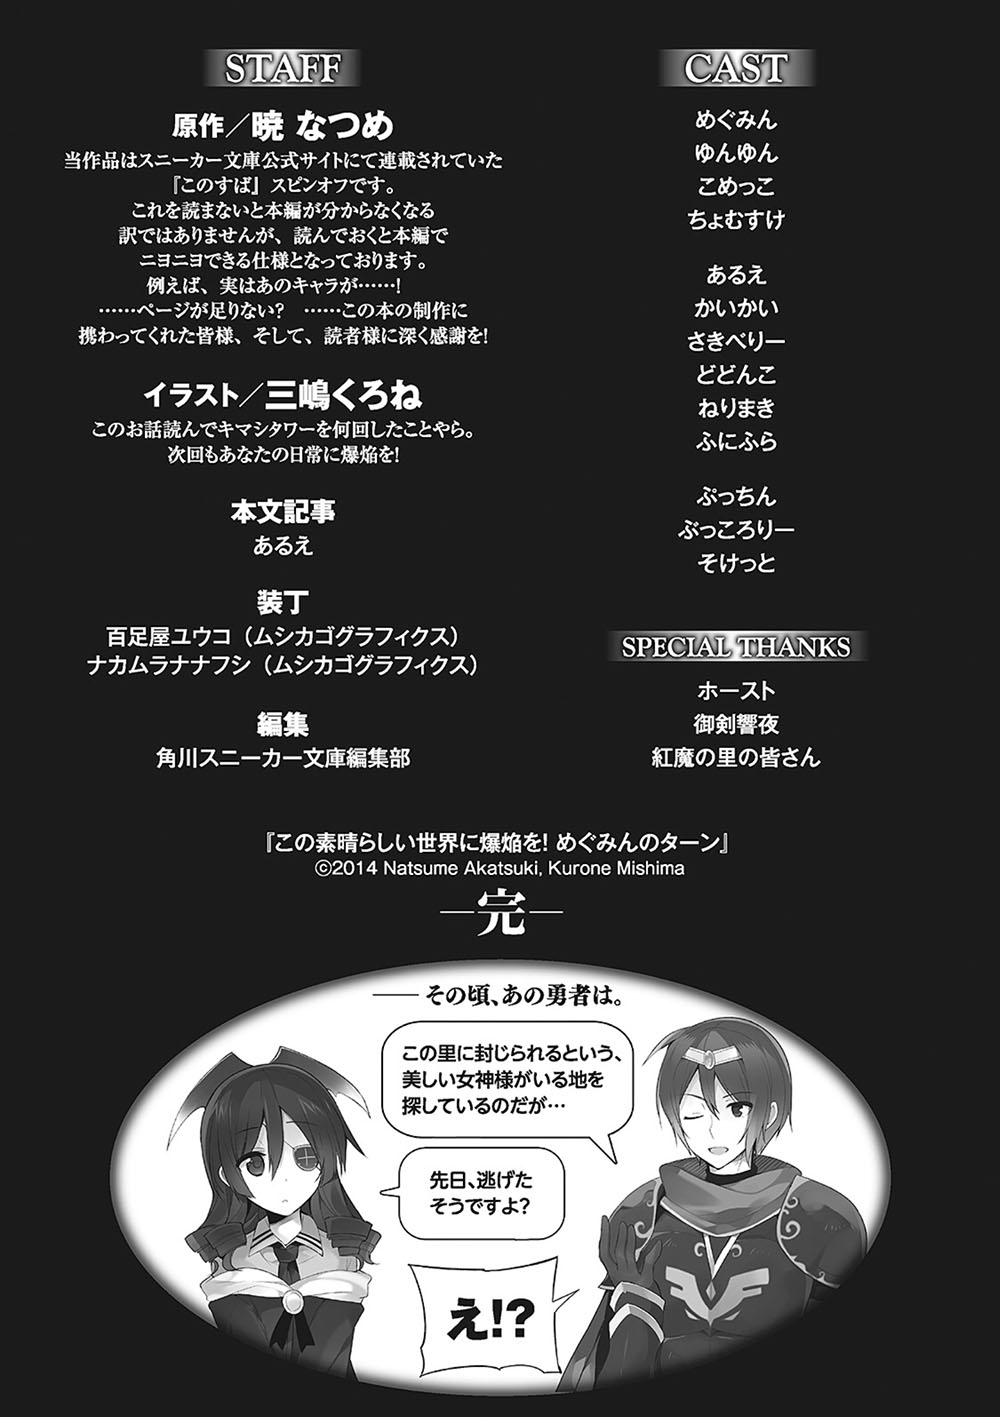 STAFF
原作／暁 なつめ
当作品はスニーカー文庫公式サイトにて連載されていた
『このすば』スピンオフです。
これを読まないと本編が分からなくなる
訳ではありませんが、読んでおくと本編で
ニヨニヨできる仕様となっております。
例えば、実はあのキャラが……!
……ページが足りない？　……この本の制作に
携わってくれた皆様、そして、読者様に深く感謝を!
イラスト／三嶋くろね
このお話読んでキマシタワーを何回したことやら。
次回もあなたの日常に爆焔を!
本文記事
あるえ
装丁
百足屋ユウコ（ムシカゴグラフィクス）
ナカムラナナフシ（ムシカゴグラフィクス）
編集
角川スニーカー文庫編集部
CAST
めぐみん
ゆんゆん
こめっこ
ちょむすけ
あるえ
かいかい
さきべりー
どどんこ
ねりまき
ふにふら
ぷっちん
ぶっころりー
そけっと
SPECIAL THANKS
ホースト
御剣響夜
紅魔の里の皆さん
『この素晴らしい世界に爆焔を! めぐみんのターン』
©2014 Natsume Akatsuki, Kurone Mishima
―完―
――その頃、あの勇者は。
この里に封じられるという、
美しい女神様がいる地を
探しているのだが…
先日、逃げた
そうですよ?
え!?